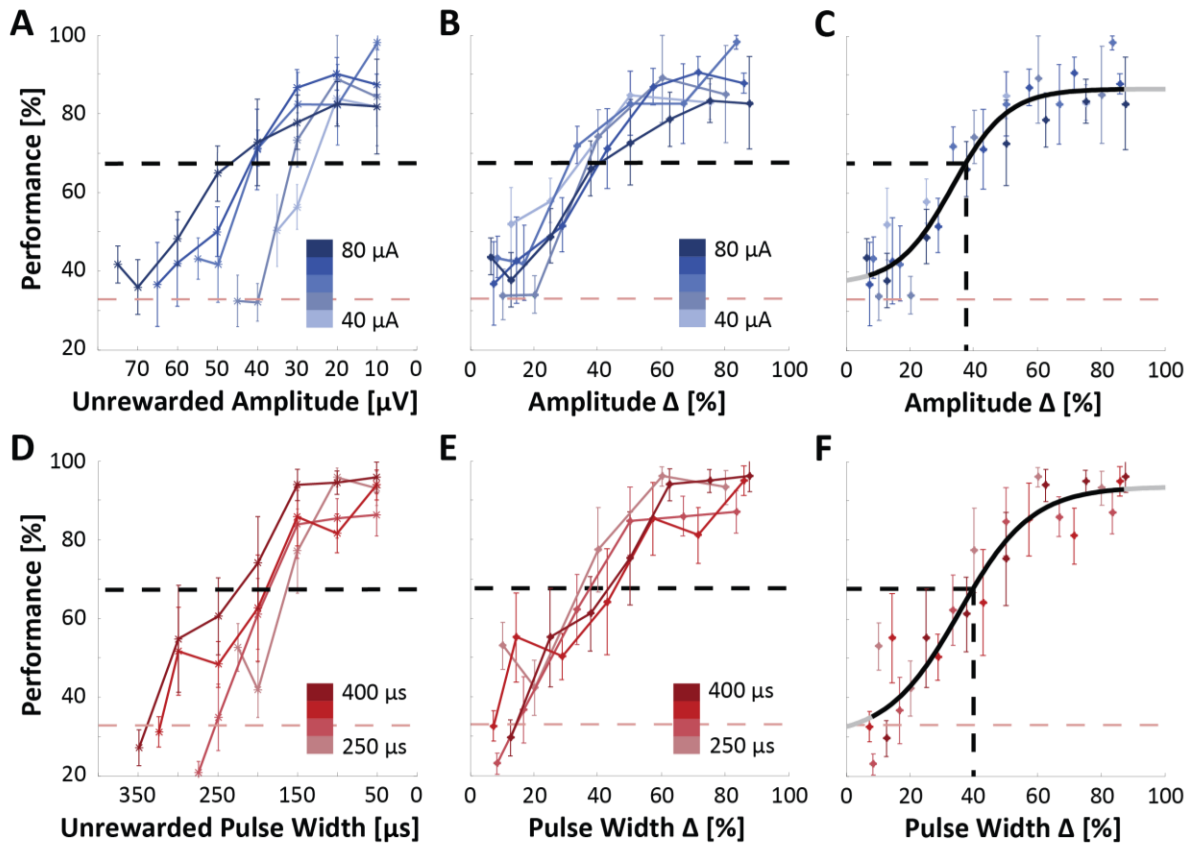 A
B
C
Performance [%]
100
80
60
40
20
80 µA
40 µA
70 60 50 40 30 20 10 0
Unrewarded Amplitude [µV]
80 µA
40 µA
0 20 40 60 80 100
Amplitude Δ [%]
0 20 40 60 80 100
Amplitude Δ [%]
D
E
F
Performance [%]
100
80
60
40
20
400 µs
250 µs
350 250 150 50 0
Unrewarded Pulse Width [µs]
400 µs
250 µs
0 20 40 60 80 100
Pulse Width Δ [%]
0 20 40 60 80 100
Pulse Width Δ [%]